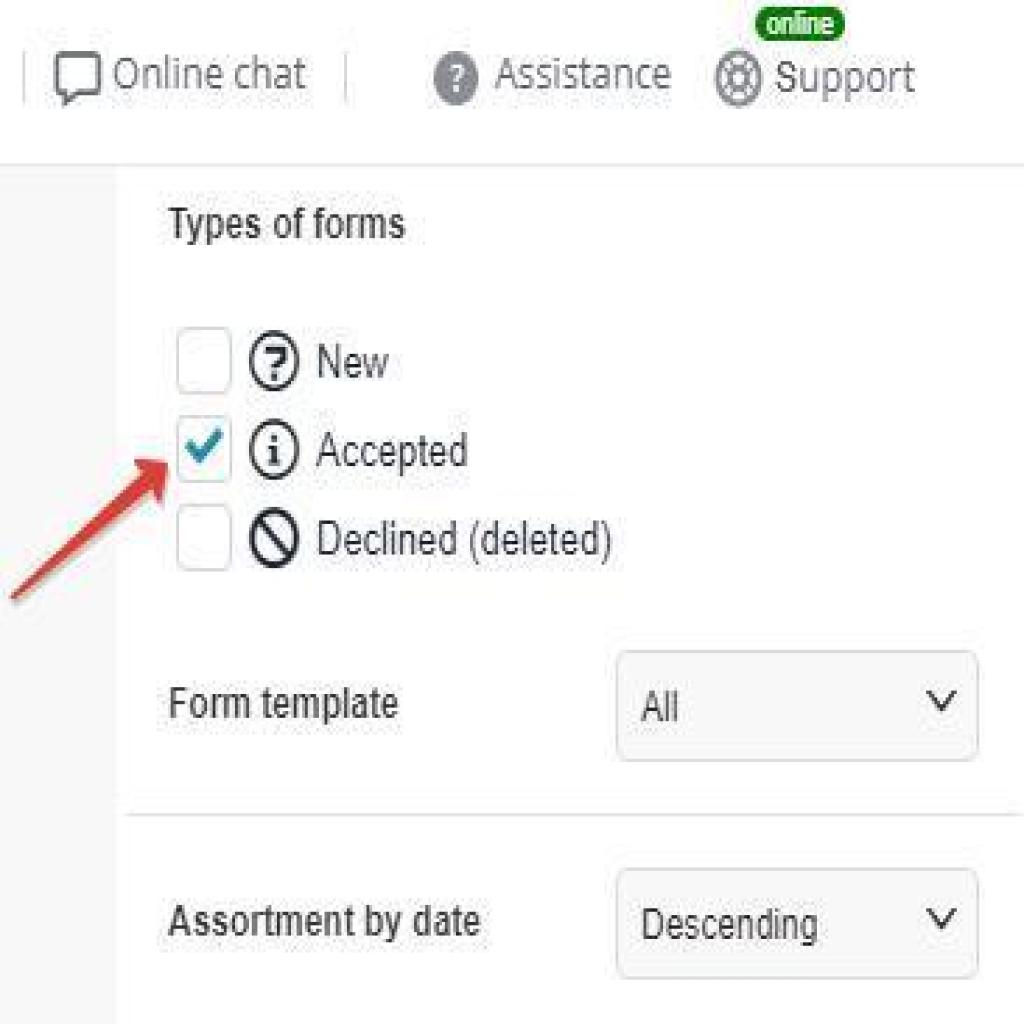 online
Online chat
Assistance
Support
Types of forms
New
Accepted
Declined (deleted)
Form template
All
Assortment by date
Descending